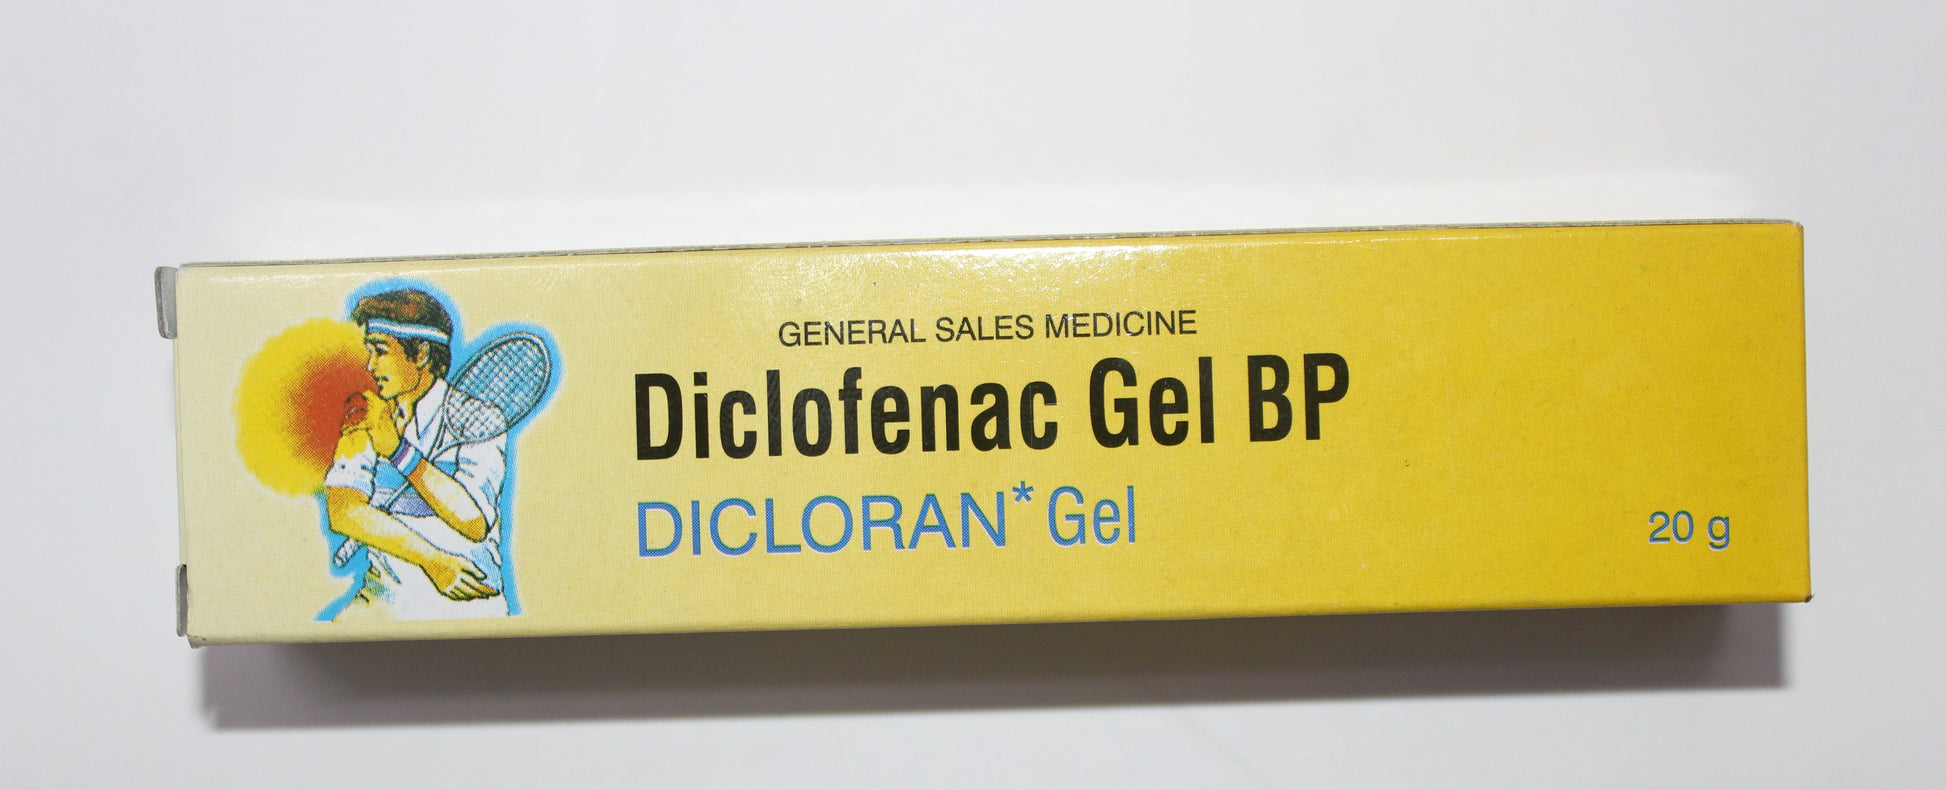 GENERAL SALES MEDICINE
Diclofenac Gel BP
DICLORAN* Gel
20 g